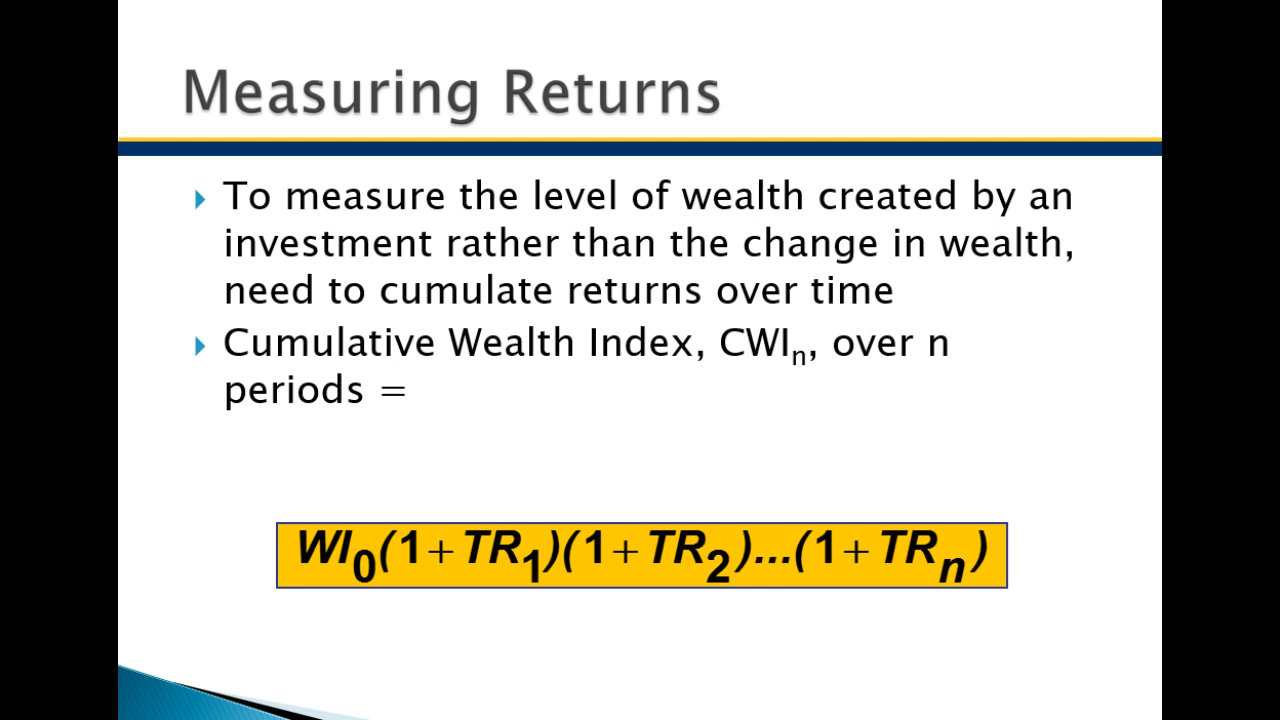 Measuring Returns
To measure the level of wealth created by an
investment rather than the change in wealth,
need to cumulate returns over time
Cumulative Wealth Index, CWIₙ, over n
periods =
WI₀(1+TR₁)(1+TR₂)...(1+TRₙ)